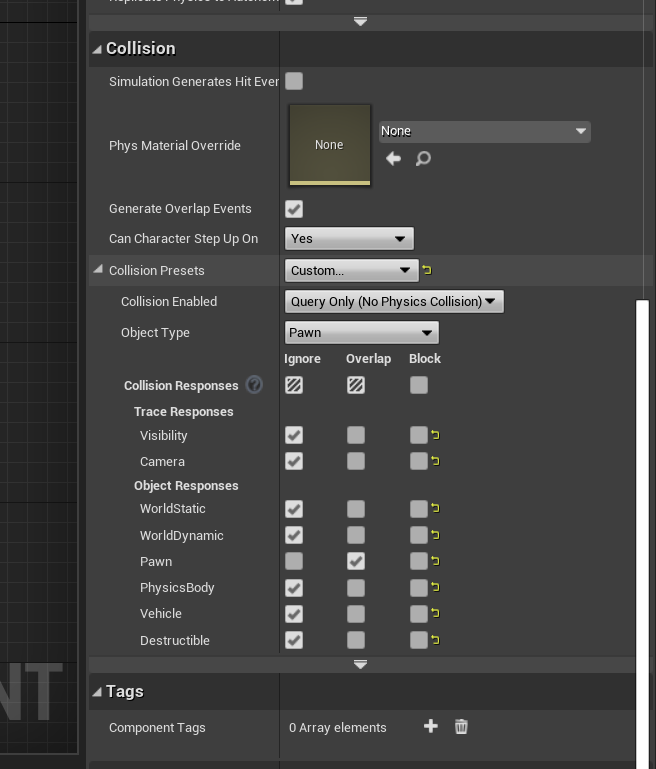 Collision
Simulation Generates Hit Ever
Phys Material Override
None
None
Generate Overlap Events
Can Character Step Up On
Yes
Collision Presets
Custom...
Collision Enabled
Query Only (No Physics Collision)
Object Type
Pawn
Ignore Overlap Block
Collision Responses ?
Trace Responses
Visibility
Camera
Object Responses
WorldStatic
WorldDynamic
Pawn
PhysicsBody
Vehicle
Destructible
NT
Tags
Component Tags
0 Array elements